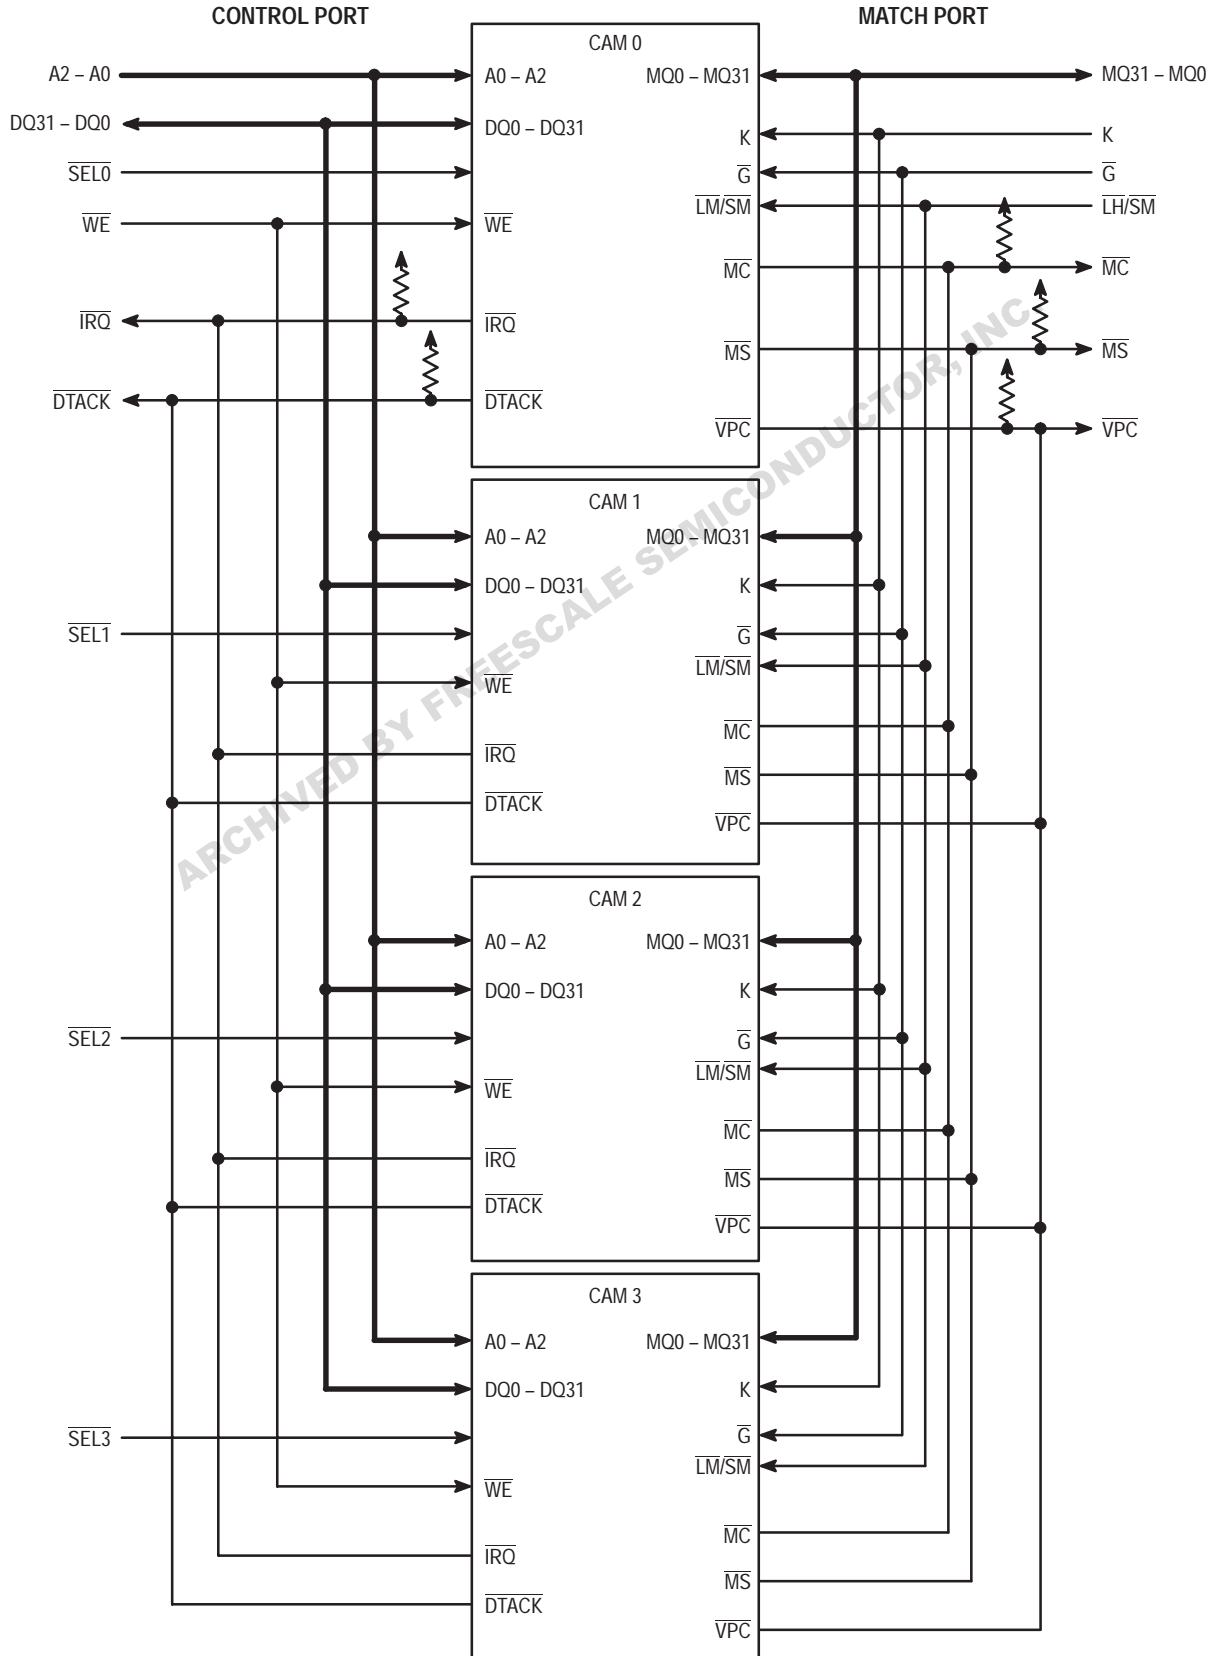 CONTROL PORT
MATCH PORT
A2 – A0
DQ31 – DQ0
SEL0
WE
IRQ
DTACK
CAM 0
A0 – A2
DQ0 – DQ31
WE
IRQ
DTACK
MQ0 – MQ31
K
G
LM/SM
MC
MS
VPC
MQ31 – MQ0
K
G
LH/SM
MC
MS
VPC
SEL1
CAM 1
A0 – A2
DQ0 – DQ31
WE
IRQ
DTACK
MQ0 – MQ31
K
G
LM/SM
MC
MS
VPC
SEL2
CAM 2
A0 – A2
DQ0 – DQ31
WE
IRQ
DTACK
MQ0 – MQ31
K
G
LM/SM
MC
MS
VPC
SEL3
CAM 3
A0 – A2
DQ0 – DQ31
WE
IRQ
DTACK
MQ0 – MQ31
K
G
LM/SM
MC
MS
VPC
ARCHIVED BY FREESCALE SEMICONDUCTOR, INC